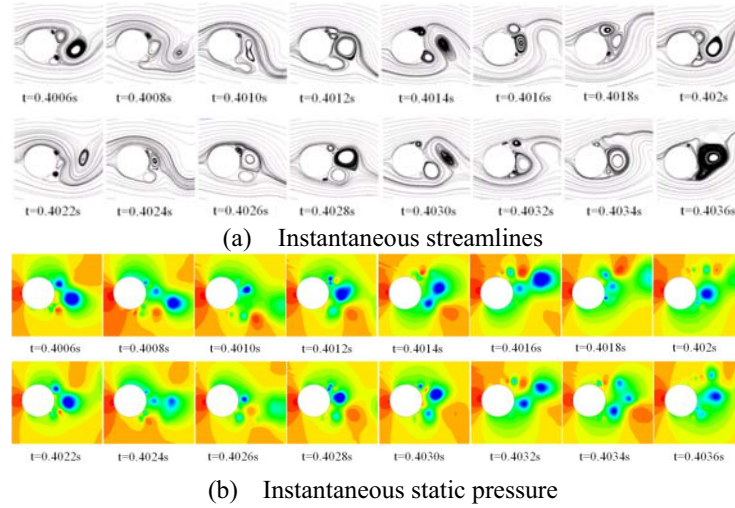 t=0.4006s t=0.4008s t=0.4010s t=0.4012s t=0.4014s t=0.4016s t=0.4018s t=0.402s
t=0.4022s t=0.4024s t=0.4026s t=0.4028s t=0.4030s t=0.4032s t=0.4034s t=0.4036s
(a) Instantaneous streamlines
t=0.4006s t=0.4008s t=0.4010s t=0.4012s t=0.4014s t=0.4016s t=0.4018s t=0.402s
t=0.4022s t=0.4024s t=0.4026s t=0.4028s t=0.4030s t=0.4032s t=0.4034s t=0.4036s
(b) Instantaneous static pressure